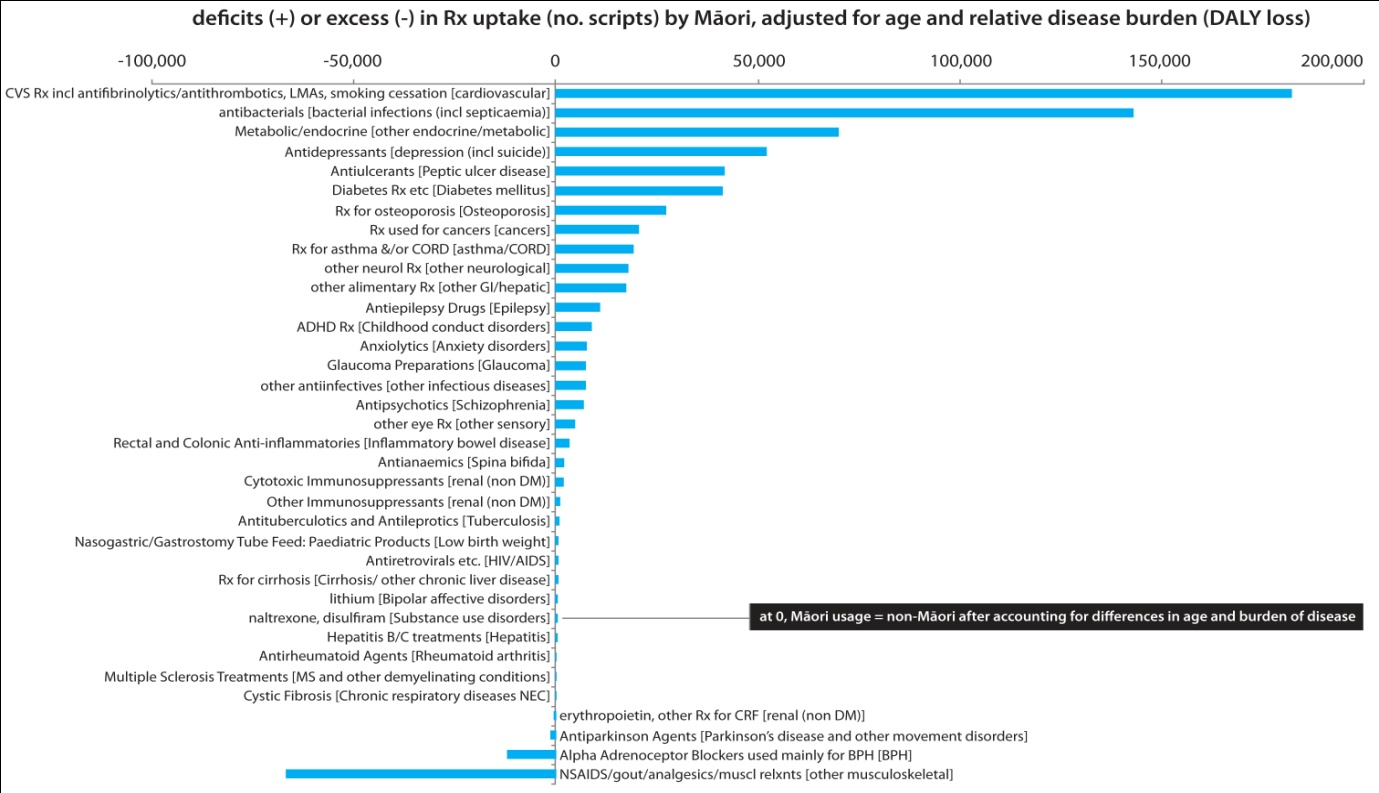 deficits (+) or excess (-) in Rx uptake (no. scripts) by Māori, adjusted for age and relative disease burden (DALY loss)
-100,000 -50,000 0 50,000 100,000 150,000 200,000
CVS Rx incl antifibrinolytics/antithrombotics, LMAs, smoking cessation [cardiovascular]
antibacterials [bacterial infections (incl septicaemia)]
Metabolic/endocrine [other endocrine/metabolic]
Antidepressants [depression (incl suicide)]
Antiulcerants [Peptic ulcer disease]
Diabetes Rx etc [Diabetes mellitus]
Rx for osteoporosis [Osteoporosis]
Rx used for cancers [cancers]
Rx for asthma &/or CORD [asthma/CORD]
other neurol Rx [other neurological]
other alimentary Rx [other GI/hepatic]
Antiepilepsy Drugs [Epilepsy]
ADHD Rx [Childhood conduct disorders]
Anxiolytics [Anxiety disorders]
Glaucoma Preparations [Glaucoma]
other antiinfectives [other infectious diseases]
Antipsychotics [Schizophrenia]
other eye Rx [other sensory]
Rectal and Colonic Anti-inflammatories [Inflammatory bowel disease]
Antianaemics [Spina bifida]
Cytotoxic Immunosuppressants [renal (non DM)]
Other Immunosuppressants [renal (non DM)]
Antituberculotics and Antileprotics [Tuberculosis]
Nasogastric/Gastrostomy Tube Feed: Paediatric Products [Low birth weight]
Antiretrovirals etc. [HIV/AIDS]
Rx for cirrhosis [Cirrhosis/ other chronic liver disease]
lithium [Bipolar affective disorders]
naltrexone, disulfiram [Substance use disorders]
at 0, Māori usage = non-Māori after accounting for differences in age and burden of disease
Hepatitis B/C treatments [Hepatitis]
Antirheumatoid Agents [Rheumatoid arthritis]
Multiple Sclerosis Treatments [MS and other demyelinating conditions]
Cystic Fibrosis [Chronic respiratory diseases NEC]
erythropoietin, other Rx for CRF [renal (non DM)]
Antiparkinson Agents [Parkinson's disease and other movement disorders]
Alpha Adrenoceptor Blockers used mainly for BPH [BPH]
NSAIDS/gout/analgesics/muscl relxnts [other musculoskeletal]